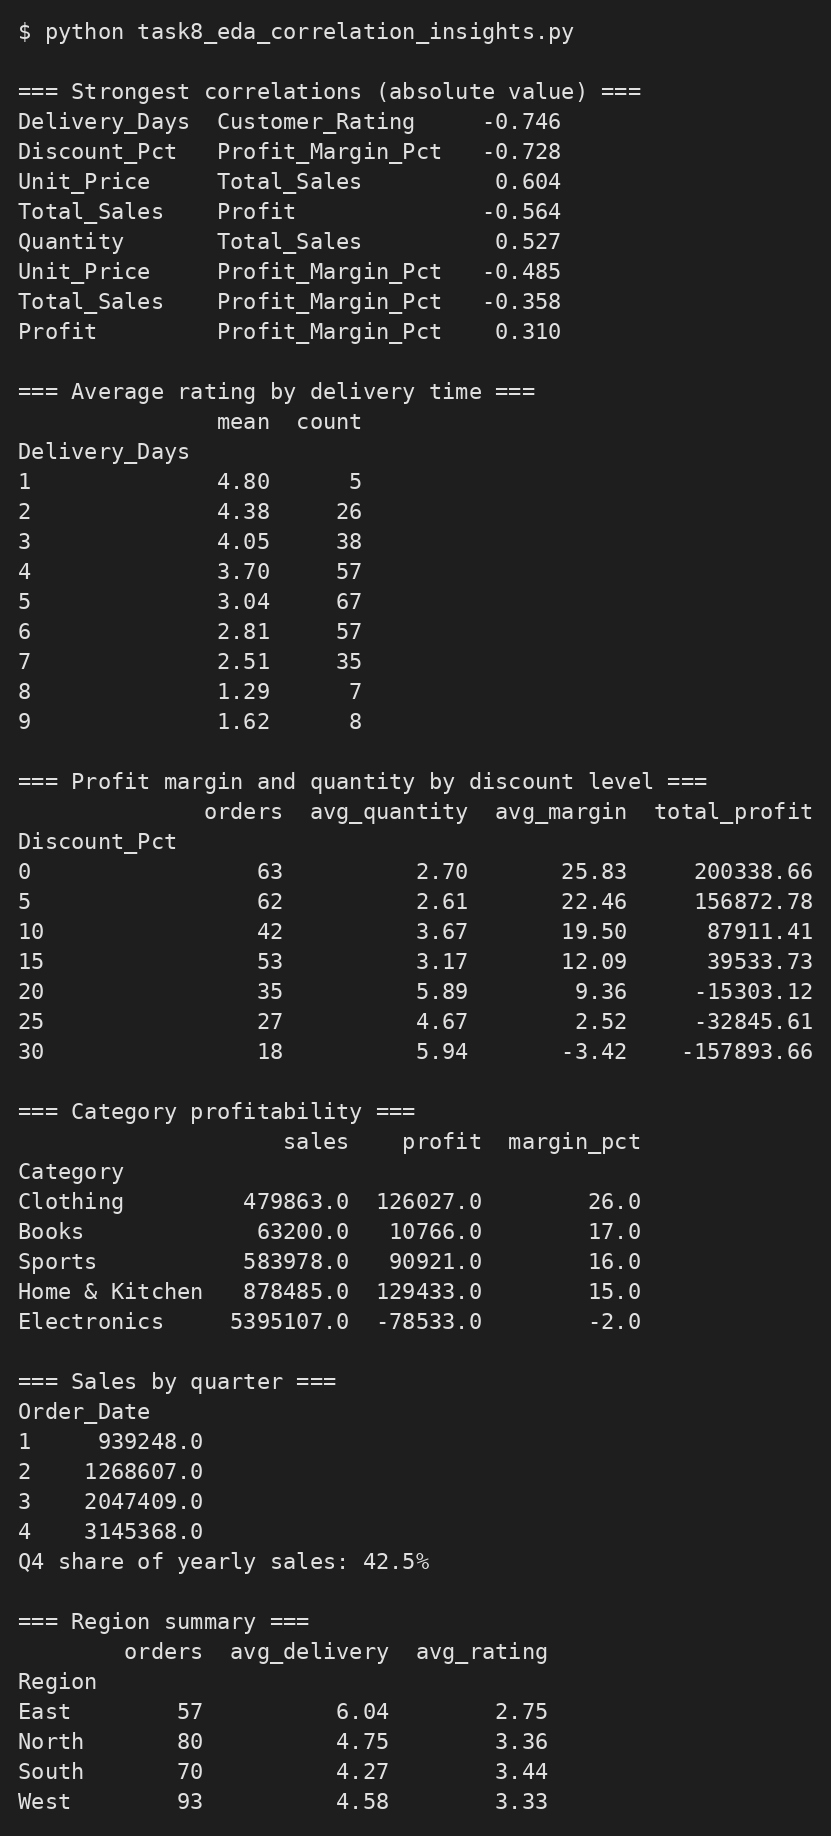 $ python task8_eda_correlation_insights.py
=== Strongest correlations (absolute value) ===
Delivery_Days  Customer_Rating     -0.746
Discount_Pct   Profit_Margin_Pct   -0.728
Unit_Price     Total_Sales          0.604
Total_Sales    Profit              -0.564
Quantity       Total_Sales          0.527
Unit_Price     Profit_Margin_Pct   -0.485
Total_Sales    Profit_Margin_Pct   -0.358
Profit         Profit_Margin_Pct    0.310
=== Average rating by delivery time ===
               mean  count
Delivery_Days
1              4.80      5
2              4.38     26
3              4.05     38
4              3.70     57
5              3.04     67
6              2.81     57
7              2.51     35
8              1.29      7
9              1.62      8
=== Profit margin and quantity by discount level ===
              orders  avg_quantity  avg_margin  total_profit
Discount_Pct
0                 63          2.70       25.83     200338.66
5                 62          2.61       22.46     156872.78
10                42          3.67       19.50      87911.41
15                53          3.17       12.09      39533.73
20                35          5.89        9.36     -15303.12
25                27          4.67        2.52     -32845.61
30                18          5.94       -3.42    -157893.66
=== Category profitability ===
                    sales    profit  margin_pct
Category
Clothing         479863.0  126027.0        26.0
Books             63200.0   10766.0        17.0
Sports           583978.0   90921.0        16.0
Home & Kitchen   878485.0  129433.0        15.0
Electronics     5395107.0  -78533.0        -2.0
=== Sales by quarter ===
Order_Date
1     939248.0
2    1268607.0
3    2047409.0
4    3145368.0
Q4 share of yearly sales: 42.5%
=== Region summary ===
        orders  avg_delivery  avg_rating
Region
East        57          6.04        2.75
North       80          4.75        3.36
South       70          4.27        3.44
West        93          4.58        3.33